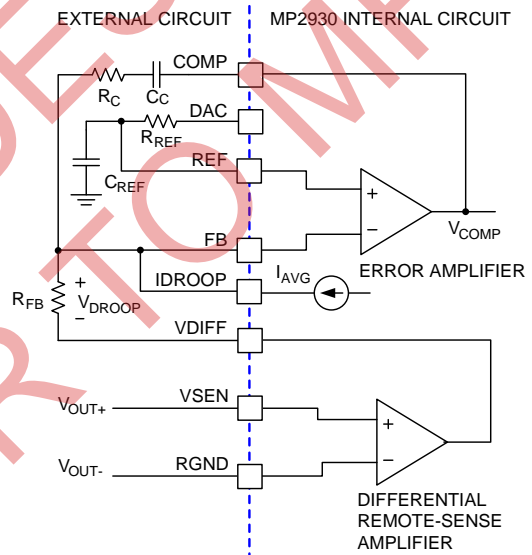 EXTERNAL CIRCUIT
MP2930 INTERNAL CIRCUIT
COMP
RC
CC
DAC
RREF
REF
CREF
+
−
VCOMP
FB
ERROR AMPLIFIER
IDROOP
IAVG
RFB
+
VDROOP
−
VDIFF
VOUT+
VSEN
+
VOUT-
RGND
−
DIFFERENTIAL
REMOTE-SENSE
AMPLIFIER